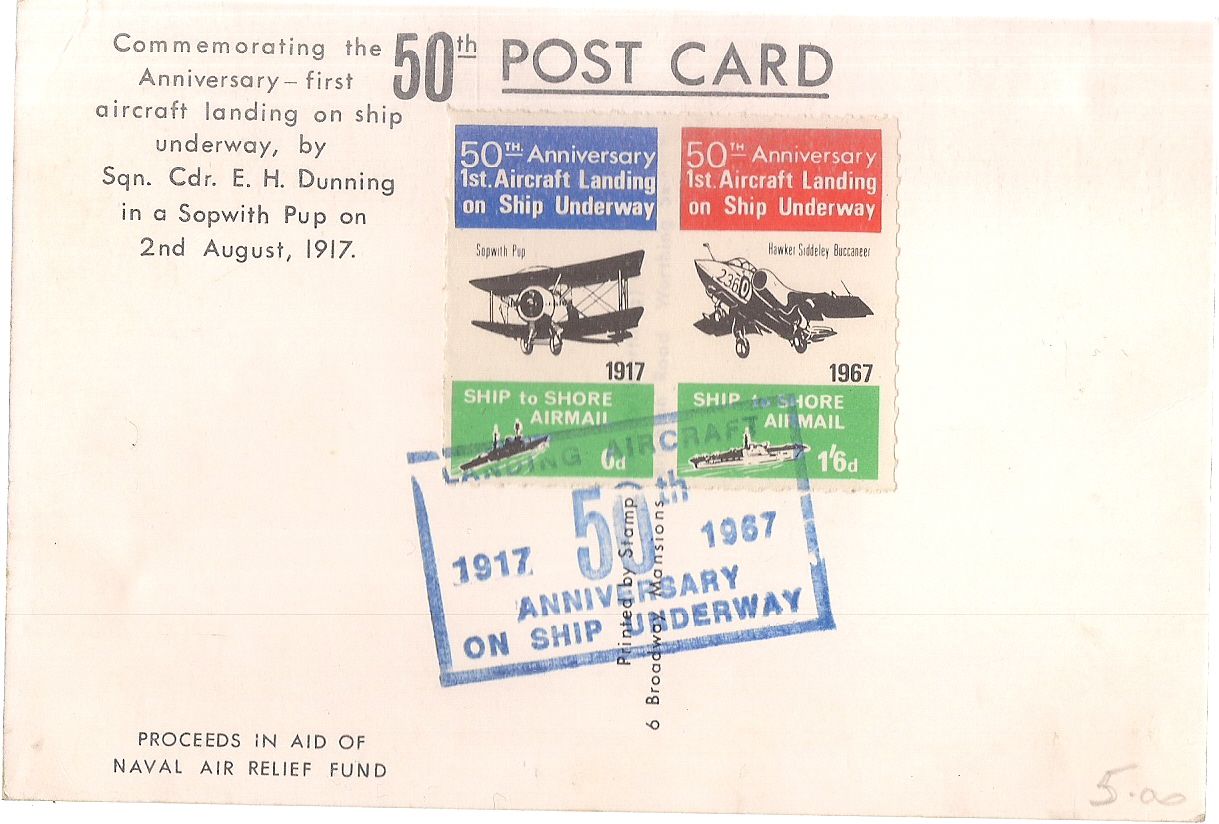 Commemorating the 50th
Anniversary – first
aircraft landing on ship
underway, by
Sqn. Cdr. E. H. Dunning
in a Sopwith Pup on
2nd August, 1917.
POST CARD
50TH. Anniversary
1st. Aircraft Landing
on Ship Underway
Sopwith Pup
1917
SHIP to SHORE
AIRMAIL
6d
50TH Anniversary
1st. Aircraft Landing
on Ship Underway
Hawker Siddeley Buccaneer
236
1967
SHIP to SHORE
AIRMAIL
1'6d
LANDING AIRCRAFT
50th
1917 1967
ANNIVERSARY
ON SHIP UNDERWAY
Printed by Stamp
6 Broadway Mansions
PROCEEDS IN AID OF
NAVAL AIR RELIEF FUND
5.00